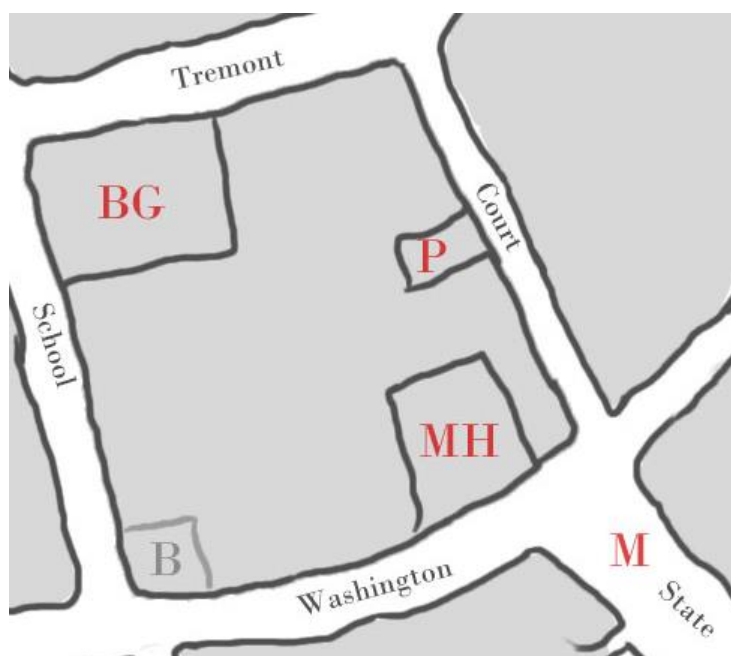 Tremont
BG
Court
P
School
MH
B
M
Washington
State